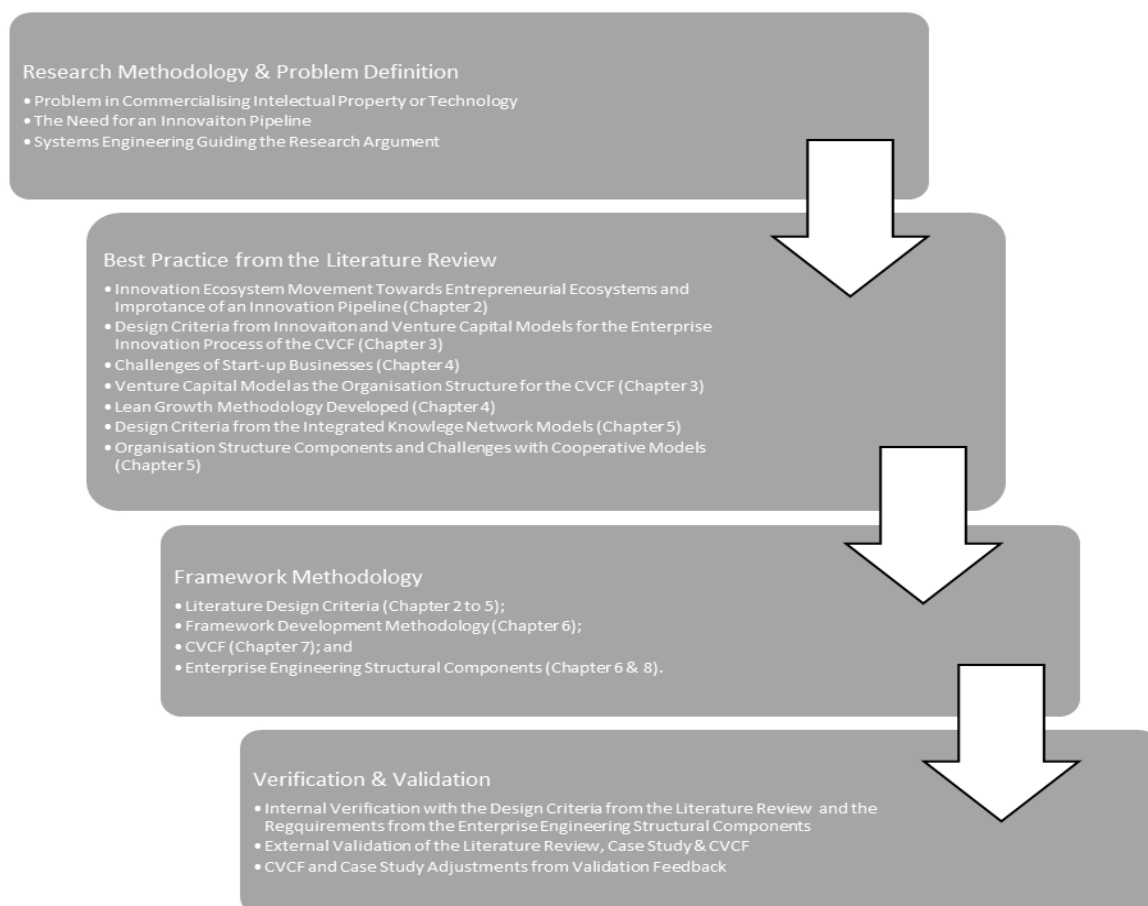 Research Methodology & Problem Definition
• Problem in Commercialising Intelectual Property or Technology
• The Need for an Innovaiton Pipeline
• Systems Engineering Guiding the Research Argument
Best Practice from the Literature Review
• Innovation Ecosystem Movement Towards Entrepreneurial Ecosystems and
Improtance of an Innovation Pipeline (Chapter 2)
• Design Criteria from Innovaiton and Venture Capital Models for the Enterprise
Innovation Process of the CVCF (Chapter 3)
• Challenges of Start-up Businesses (Chapter 4)
• Venture Capital Model as the Organisation Structure for the CVCF (Chapter 3)
• Lean Growth Methodology Developed (Chapter 4)
• Design Criteria from the Integrated Knowlege Network Models (Chapter 5)
• Organisation Structure Components and Challenges with Cooperative Models
(Chapter 5)
Framework Methodology
• Literature Design Criteria (Chapter 2 to 5);
• Framework Development Methodology (Chapter 6);
• CVCF (Chapter 7); and
• Enterprise Engineering Structural Components (Chapter 6 & 8).
Verification & Validation
• Internal Verification with the Design Criteria from the Literature Review and the
Regquirements from the Enterprise Engineering Structural Components
• External Validation of the Literature Review, Case Study & CVCF
• CVCF and Case Study Adjustments from Validation Feedback